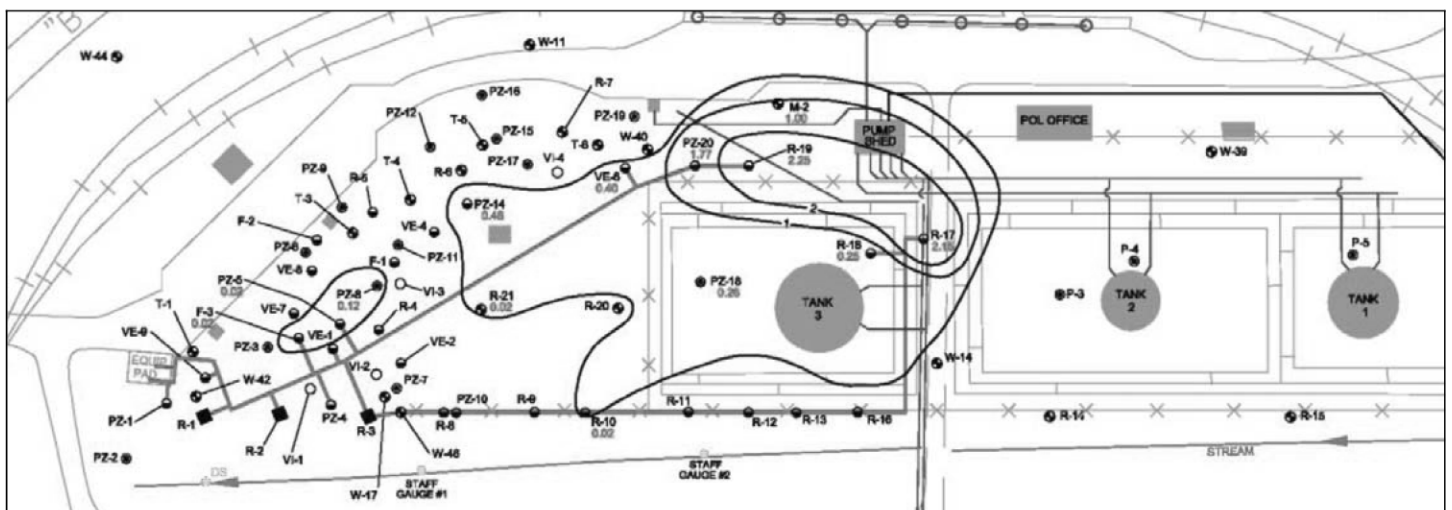 "B
W-44
W-11
R-7
PZ-16
M-2
1.00
PZ-12
T-5
PZ-15
PZ-19
W-40
T-6
PUMP
SHED
POL OFFICE
W-39
PZ-9
T-4
R-6
PZ-17
VI-4
PZ-20
1.77
R-19
2.25
R-5
VE-6
0.40
T-3
PZ-14
0.48
2
1
F-2
VE-4
PZ-6
PZ-11
R-17
2.15
R-18
0.25
P-4
P-5
VE-8
F-1
PZ-5
0.02
PZ-8
0.12
VI-3
PZ-18
0.26
P-3
F-3
0.02
VE-7
R-4
R-21
0.02
R-20
TANK
3
TANK
2
TANK
1
T-1
VE-9
PZ-3
VE-1
VE-2
EQUIP
PAD
VI-2
PZ-7
W-14
W-42
PZ-1
R-1
R-2
PZ-4
R-3
R-8
PZ-10
R-9
R-10
0.02
R-11
R-12
R-13
R-16
R-14
R-15
VI-1
W-46
PZ-2
DS
W-17
STAFF
GAUGE #1
STAFF
GAUGE #2
STREAM